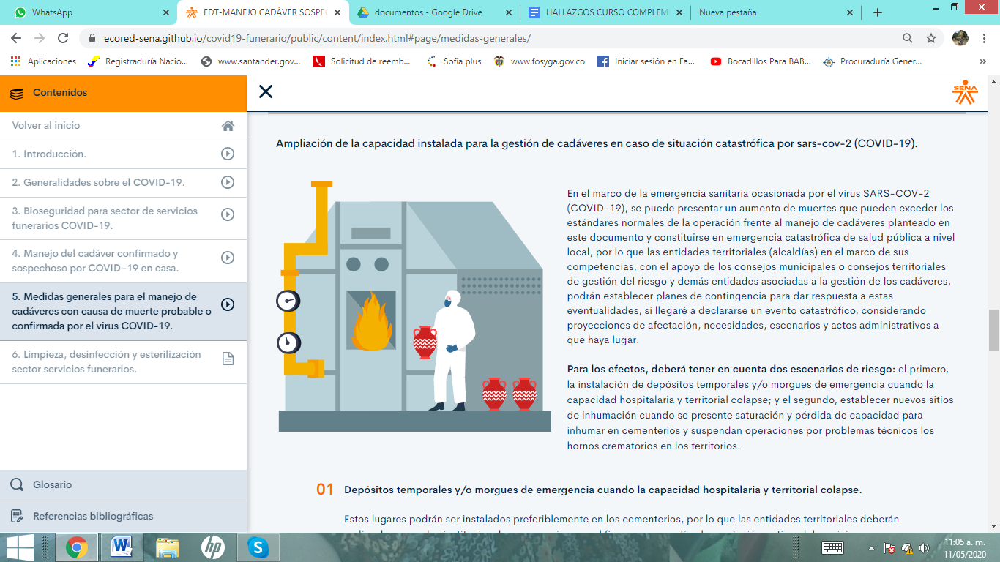 WhatsApp
EDT-MANEJO CADÁVER SOSPE
documentos - Google Drive
HALLAZGOS CURSO COMPLEM
Nueva pestaña
ecored-sena.github.io/covid19-funerario/public/content/index.html#page/medidas-generales/
Aplicaciones
Registraduría Nacio...
www.santander.gov...
Solicitud de reemb...
Sofia plus
www.fosyga.gov.co
Iniciar sesión en Fa...
Bocadillos Para BAB...
Procuraduría Gener...
»
Contenidos
SENA
Volver al inicio
1. Introducción.
2. Generalidades sobre el COVID-19.
3. Bioseguridad para sector de servicios
funerarios COVID-19.
4. Manejo del cadáver confirmado y
sospechoso por COVID–19 en casa.
5. Medidas generales para el manejo de
cadáveres con causa de muerte probable o
confirmada por el virus COVID-19.
6. Limpieza, desinfección y esterilización
sector servicios funerarios.
Glosario
Referencias bibliográficas
Ampliación de la capacidad instalada para la gestión de cadáveres en caso de situación catastrófica por sars-cov-2 (COVID-19).
En el marco de la emergencia sanitaria ocasionada por el virus SARS-COV-2
(COVID-19), se puede presentar un aumento de muertes que pueden exceder los
estándares normales de la operación frente al manejo de cadáveres planteado en
este documento y constituirse en emergencia catastrófica de salud pública a nivel
local, por lo que las entidades territoriales (alcaldías) en el marco de sus
competencias, con el apoyo de los consejos municipales o consejos territoriales
de gestión del riesgo y demás entidades asociadas a la gestión de los cadáveres,
podrán establecer planes de contingencia para dar respuesta a estas
eventualidades, si llegaré a declararse un evento catastrófico, considerando
proyecciones de afectación, necesidades, escenarios y actos administrativos a
que haya lugar.
Para los efectos, deberá tener en cuenta dos escenarios de riesgo: el primero,
la instalación de depósitos temporales y/o morgues de emergencia cuando la
capacidad hospitalaria y territorial colapse; y el segundo, establecer nuevos sitios
de inhumación cuando se presente saturación y pérdida de capacidad para
inhumar en cementerios y suspendan operaciones por problemas técnicos los
hornos crematorios en los territorios.
01 Depósitos temporales y/o morgues de emergencia cuando la capacidad hospitalaria y territorial colapse.
Estos lugares podrán ser instalados preferiblemente en los cementerios, por lo que las entidades territoriales deberán
11:05 a. m.
11/05/2020